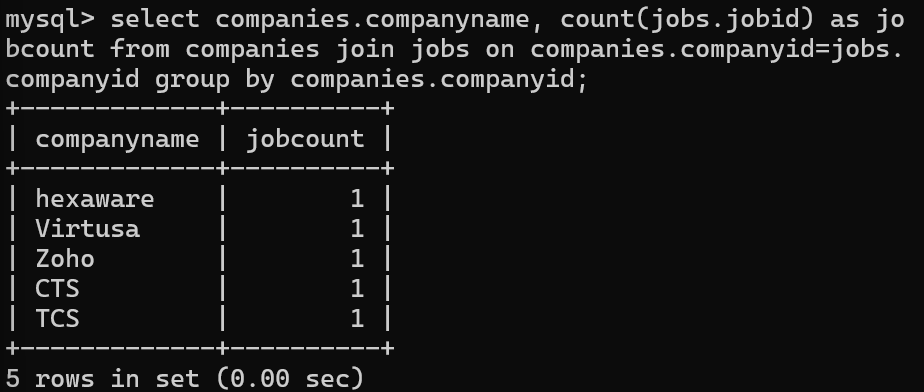 mysql> select companies.companyname, count(jobs.jobid) as jo
bcount from companies join jobs on companies.companyid=jobs.
companyid group by companies.companyid;
+-------------+----------+
| companyname | jobcount |
+-------------+----------+
| hexaware    |        1 |
| Virtusa     |        1 |
| Zoho        |        1 |
| CTS         |        1 |
| TCS         |        1 |
+-------------+----------+
5 rows in set (0.00 sec)